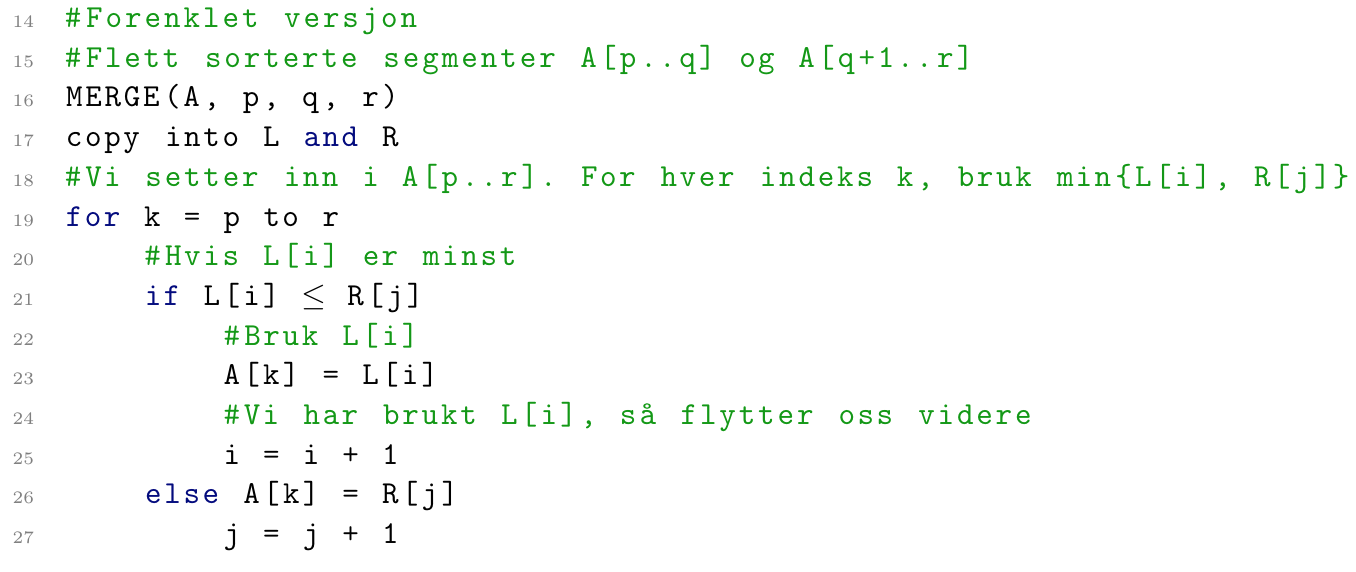 14 #Forenklet versjon
15 #Flett sorterte segmenter A[p..q] og A[q+1..r]
16 MERGE(A, p, q, r)
17 copy into L and R
18 #Vi setter inn i A[p..r]. For hver indeks k, bruk min{L[i], R[j]}
19 for k = p to r
20 #Hvis L[i] er minst
21 if L[i] ≤ R[j]
22 #Bruk L[i]
23 A[k] = L[i]
24 #Vi har brukt L[i], så flytter oss videre
25 i = i + 1
26 else A[k] = R[j]
27 j = j + 1